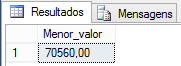 Resultados Mensagens
Menor_valor
1 70560,00